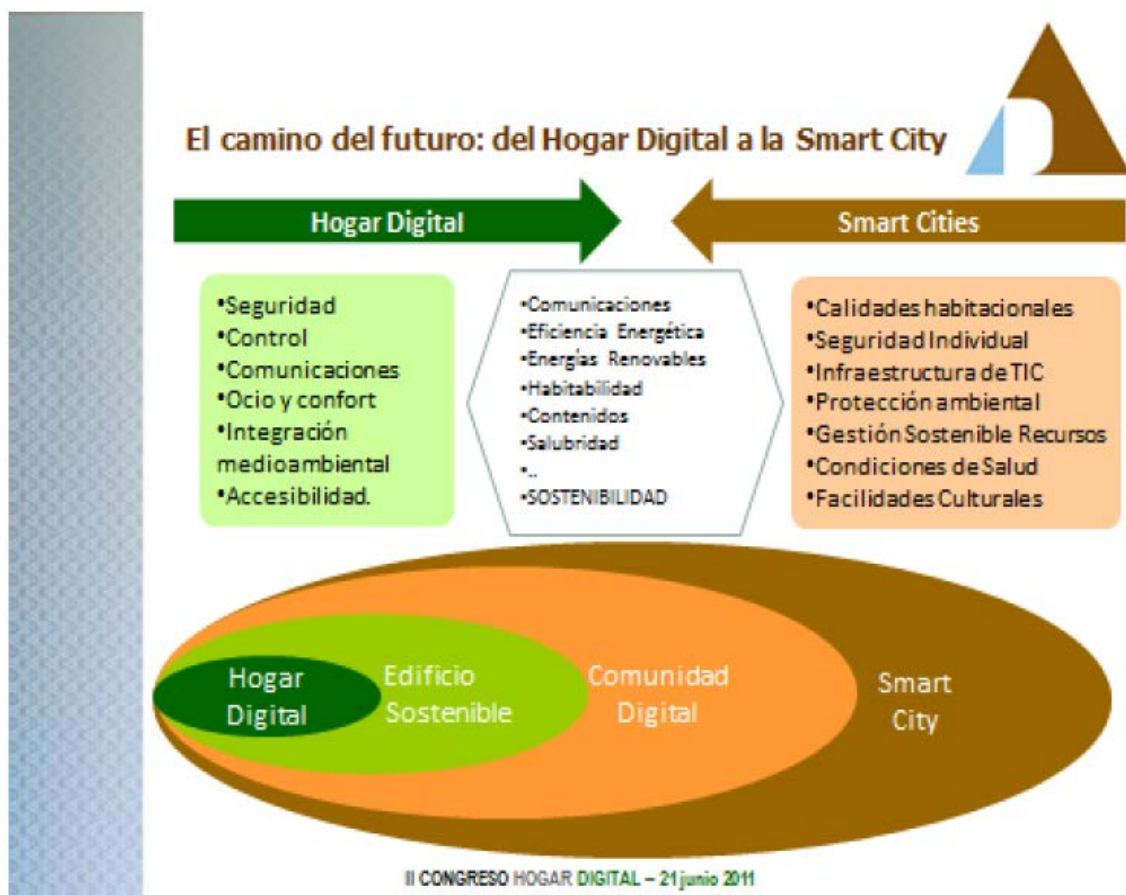 El camino del futuro: del Hogar Digital a la Smart City
Hogar Digital
Smart Cities
•Seguridad
•Control
•Comunicaciones
•Ocio y confort
•Integración
medioambiental
•Accesibilidad.
•Comunicaciones
•Eficiencia Energética
•Energías Renovables
•Habitabilidad
•Contenidos
•Salubridad
•..
•SOSTENIBILIDAD
•Calidades habitacionales
•Seguridad Individual
•Infraestructura de TIC
•Protección ambiental
•Gestión Sostenible Recursos
•Condiciones de Salud
•Facilidades Culturales
Hogar
Digital
Edificio
Sostenible
Comunidad
Digital
Smart
City
II CONGRESO HOGAR DIGITAL – 21 junio 2011